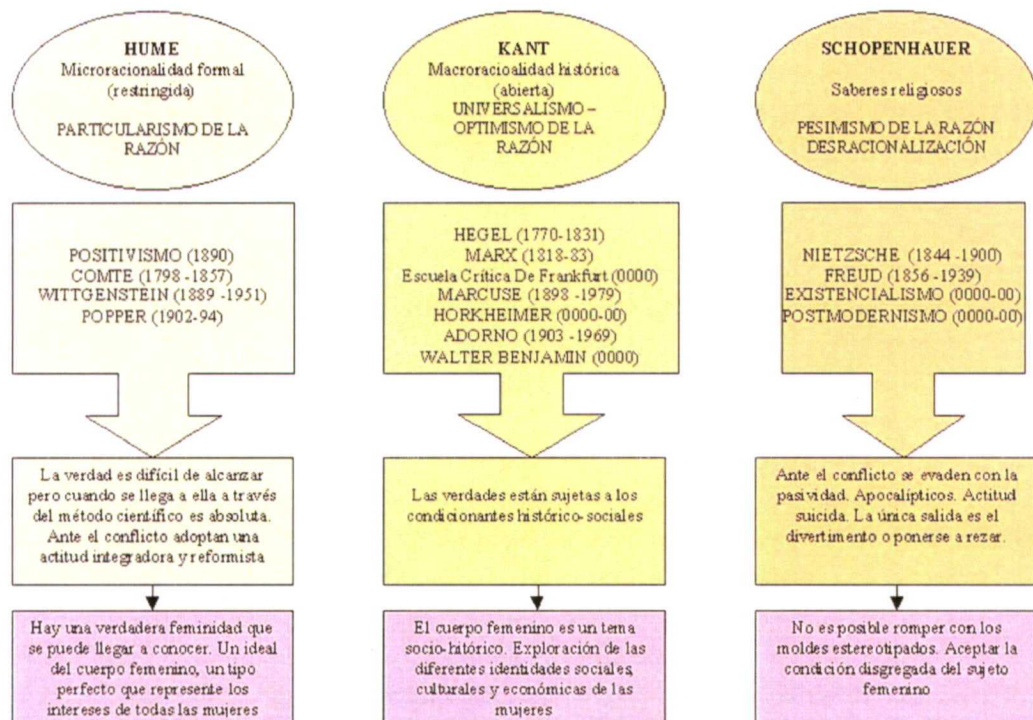 HUME
Microracionalidad formal
(restringida)
PARTICULARISMO DE LA
RAZÓN
POSITIVISMO (1890)
COMTE (1798 -1857)
WITTGENSTEIN (1889 -1951)
POPPER (1902-94)
La verdad es difícil de alcanzar
pero cuando se llega a ella a través
del método científico es absoluta.
Ante el conflicto adoptan una
actitud integradora y reformista
Hay una verdadera feminidad que
se puede llegar a conocer. Un ideal
del cuerpo femenino, un tipo
perfecto que represente los
intereses de todas las mujeres
KANT
Macroracioalidad histórica
(abierta)
UNIVERSALISMO –
OPTIMISMO DE LA
RAZÓN
HEGEL (1770-1831)
MARX (1818-83)
Escuela Crítica De Frankfurt (0000)
MARCUSE (1898 -1979)
HORKHEIMER (0000-00)
ADORNO (1903 -1969)
WALTER BENJAMIN (0000)
Las verdades están sujetas a los
condicionantes histórico-sociales
El cuerpo femenino es un tema
socio-hitórico. Exploración de las
diferentes identidades sociales,
culturales y económicas de las
mujeres
SCHOPENHAUER
Saberes religiosos
PESIMISMO DE LA RAZÓN
DESRACIONALIZACIÓN
NIETZSCHE (1844 -1900)
FREUD (1856 -1939)
EXISTENCIALISMO (0000-00)
POSTMODERNISMO (0000-00)
Ante el conflicto se evaden con la
pasividad. Apocalípticos. Actitud
suicida. La única salida es el
divertimento o ponerse a rezar.
No es posible romper con los
moldes estereotipados. Aceptar la
condición disgregada del sujeto
femenino